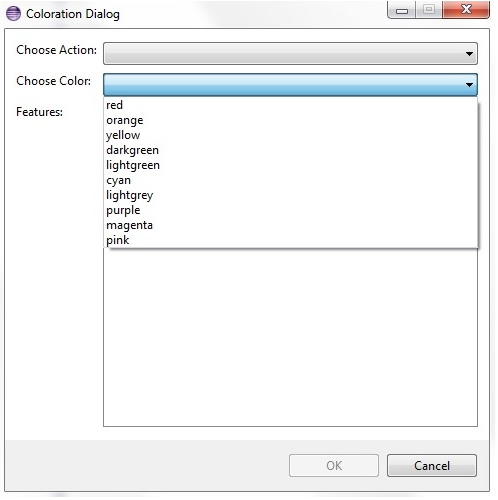 Coloration Dialog
Choose Action:
Choose Color:
Features:
red
orange
yellow
darkgreen
lightgreen
cyan
lightgrey
purple
magenta
pink
OK
Cancel